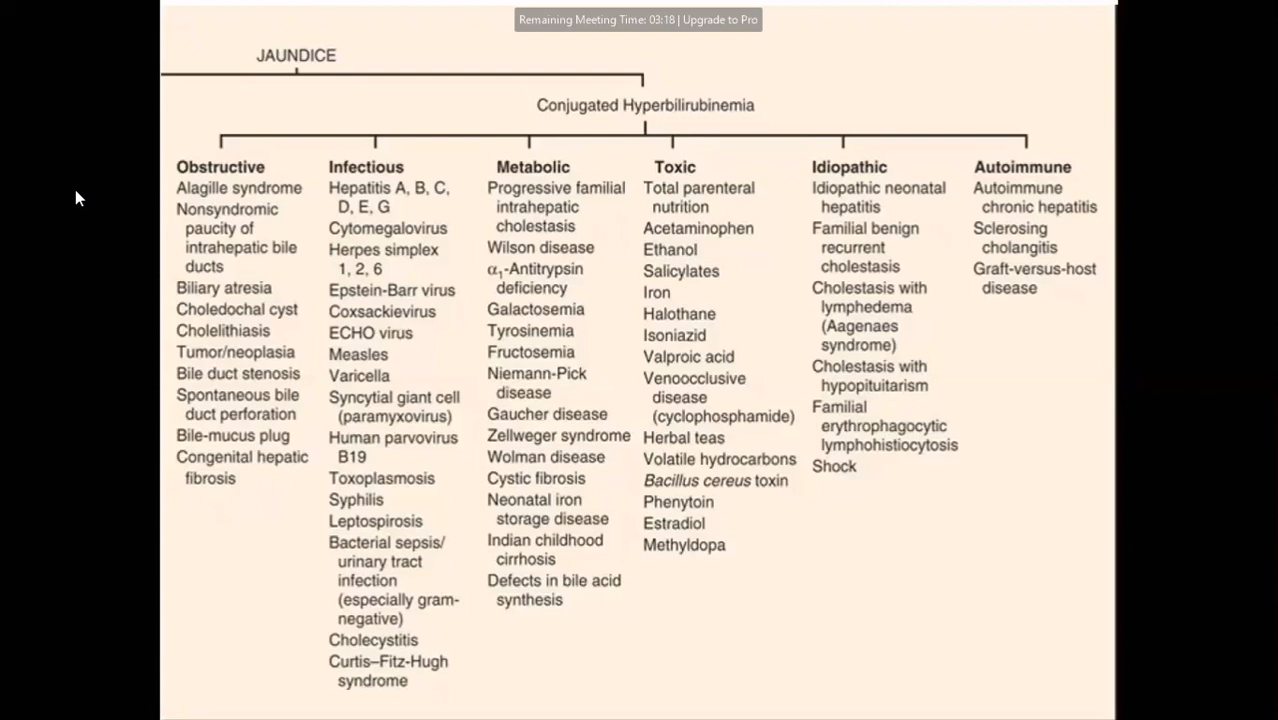 Remaining Meeting Time: 03:18 | Upgrade to Pro
JAUNDICE
Conjugated Hyperbilirubinemia
Obstructive
Alagille syndrome
Nonsyndromic
paucity of
intrahepatic bile
ducts
Biliary atresia
Choledochal cyst
Cholelithiasis
Tumor/neoplasia
Bile duct stenosis
Spontaneous bile
duct perforation
Bile-mucus plug
Congenital hepatic
fibrosis
Infectious
Hepatitis A, B, C,
D, E, G
Cytomegalovirus
Herpes simplex
1, 2, 6
Epstein-Barr virus
Coxsackievirus
ECHO virus
Measles
Varicella
Syncytial giant cell
(paramyxovirus)
Human parvovirus
B19
Toxoplasmosis
Syphilis
Leptospirosis
Bacterial sepsis/
urinary tract
infection
(especially gram-
negative)
Cholecystitis
Curtis–Fitz-Hugh
syndrome
Metabolic
Progressive familial
intrahepatic
cholestasis
Wilson disease
α₁-Antitrypsin
deficiency
Galactosemia
Tyrosinemia
Fructosemia
Niemann-Pick
disease
Gaucher disease
Zellweger syndrome
Wolman disease
Cystic fibrosis
Neonatal iron
storage disease
Indian childhood
cirrhosis
Defects in bile acid
synthesis
Toxic
Total parenteral
nutrition
Acetaminophen
Ethanol
Salicylates
Iron
Halothane
Isoniazid
Valproic acid
Venoocclusive
disease
(cyclophosphamide)
Herbal teas
Volatile hydrocarbons
Bacillus cereus toxin
Phenytoin
Estradiol
Methyldopa
Idiopathic
Idiopathic neonatal
hepatitis
Familial benign
recurrent
cholestasis
Cholestasis with
lymphedema
(Aagenaes
syndrome)
Cholestasis with
hypopituitarism
Familial
erythrophagocytic
lymphohistiocytosis
Shock
Autoimmune
Autoimmune
chronic hepatitis
Sclerosing
cholangitis
Graft-versus-host
disease